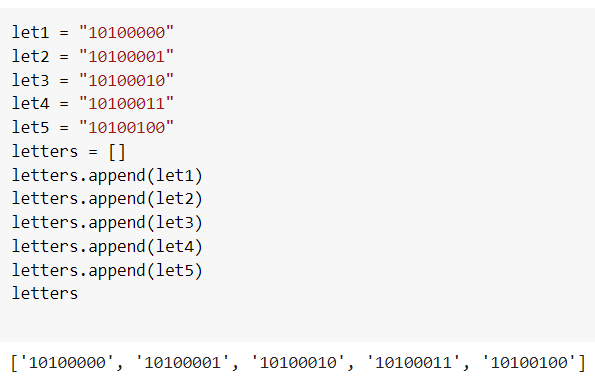 let1 = "10100000"
let2 = "10100001"
let3 = "10100010"
let4 = "10100011"
let5 = "10100100"
letters = []
letters.append(let1)
letters.append(let2)
letters.append(let3)
letters.append(let4)
letters.append(let5)
letters
['10100000', '10100001', '10100010', '10100011', '10100100']